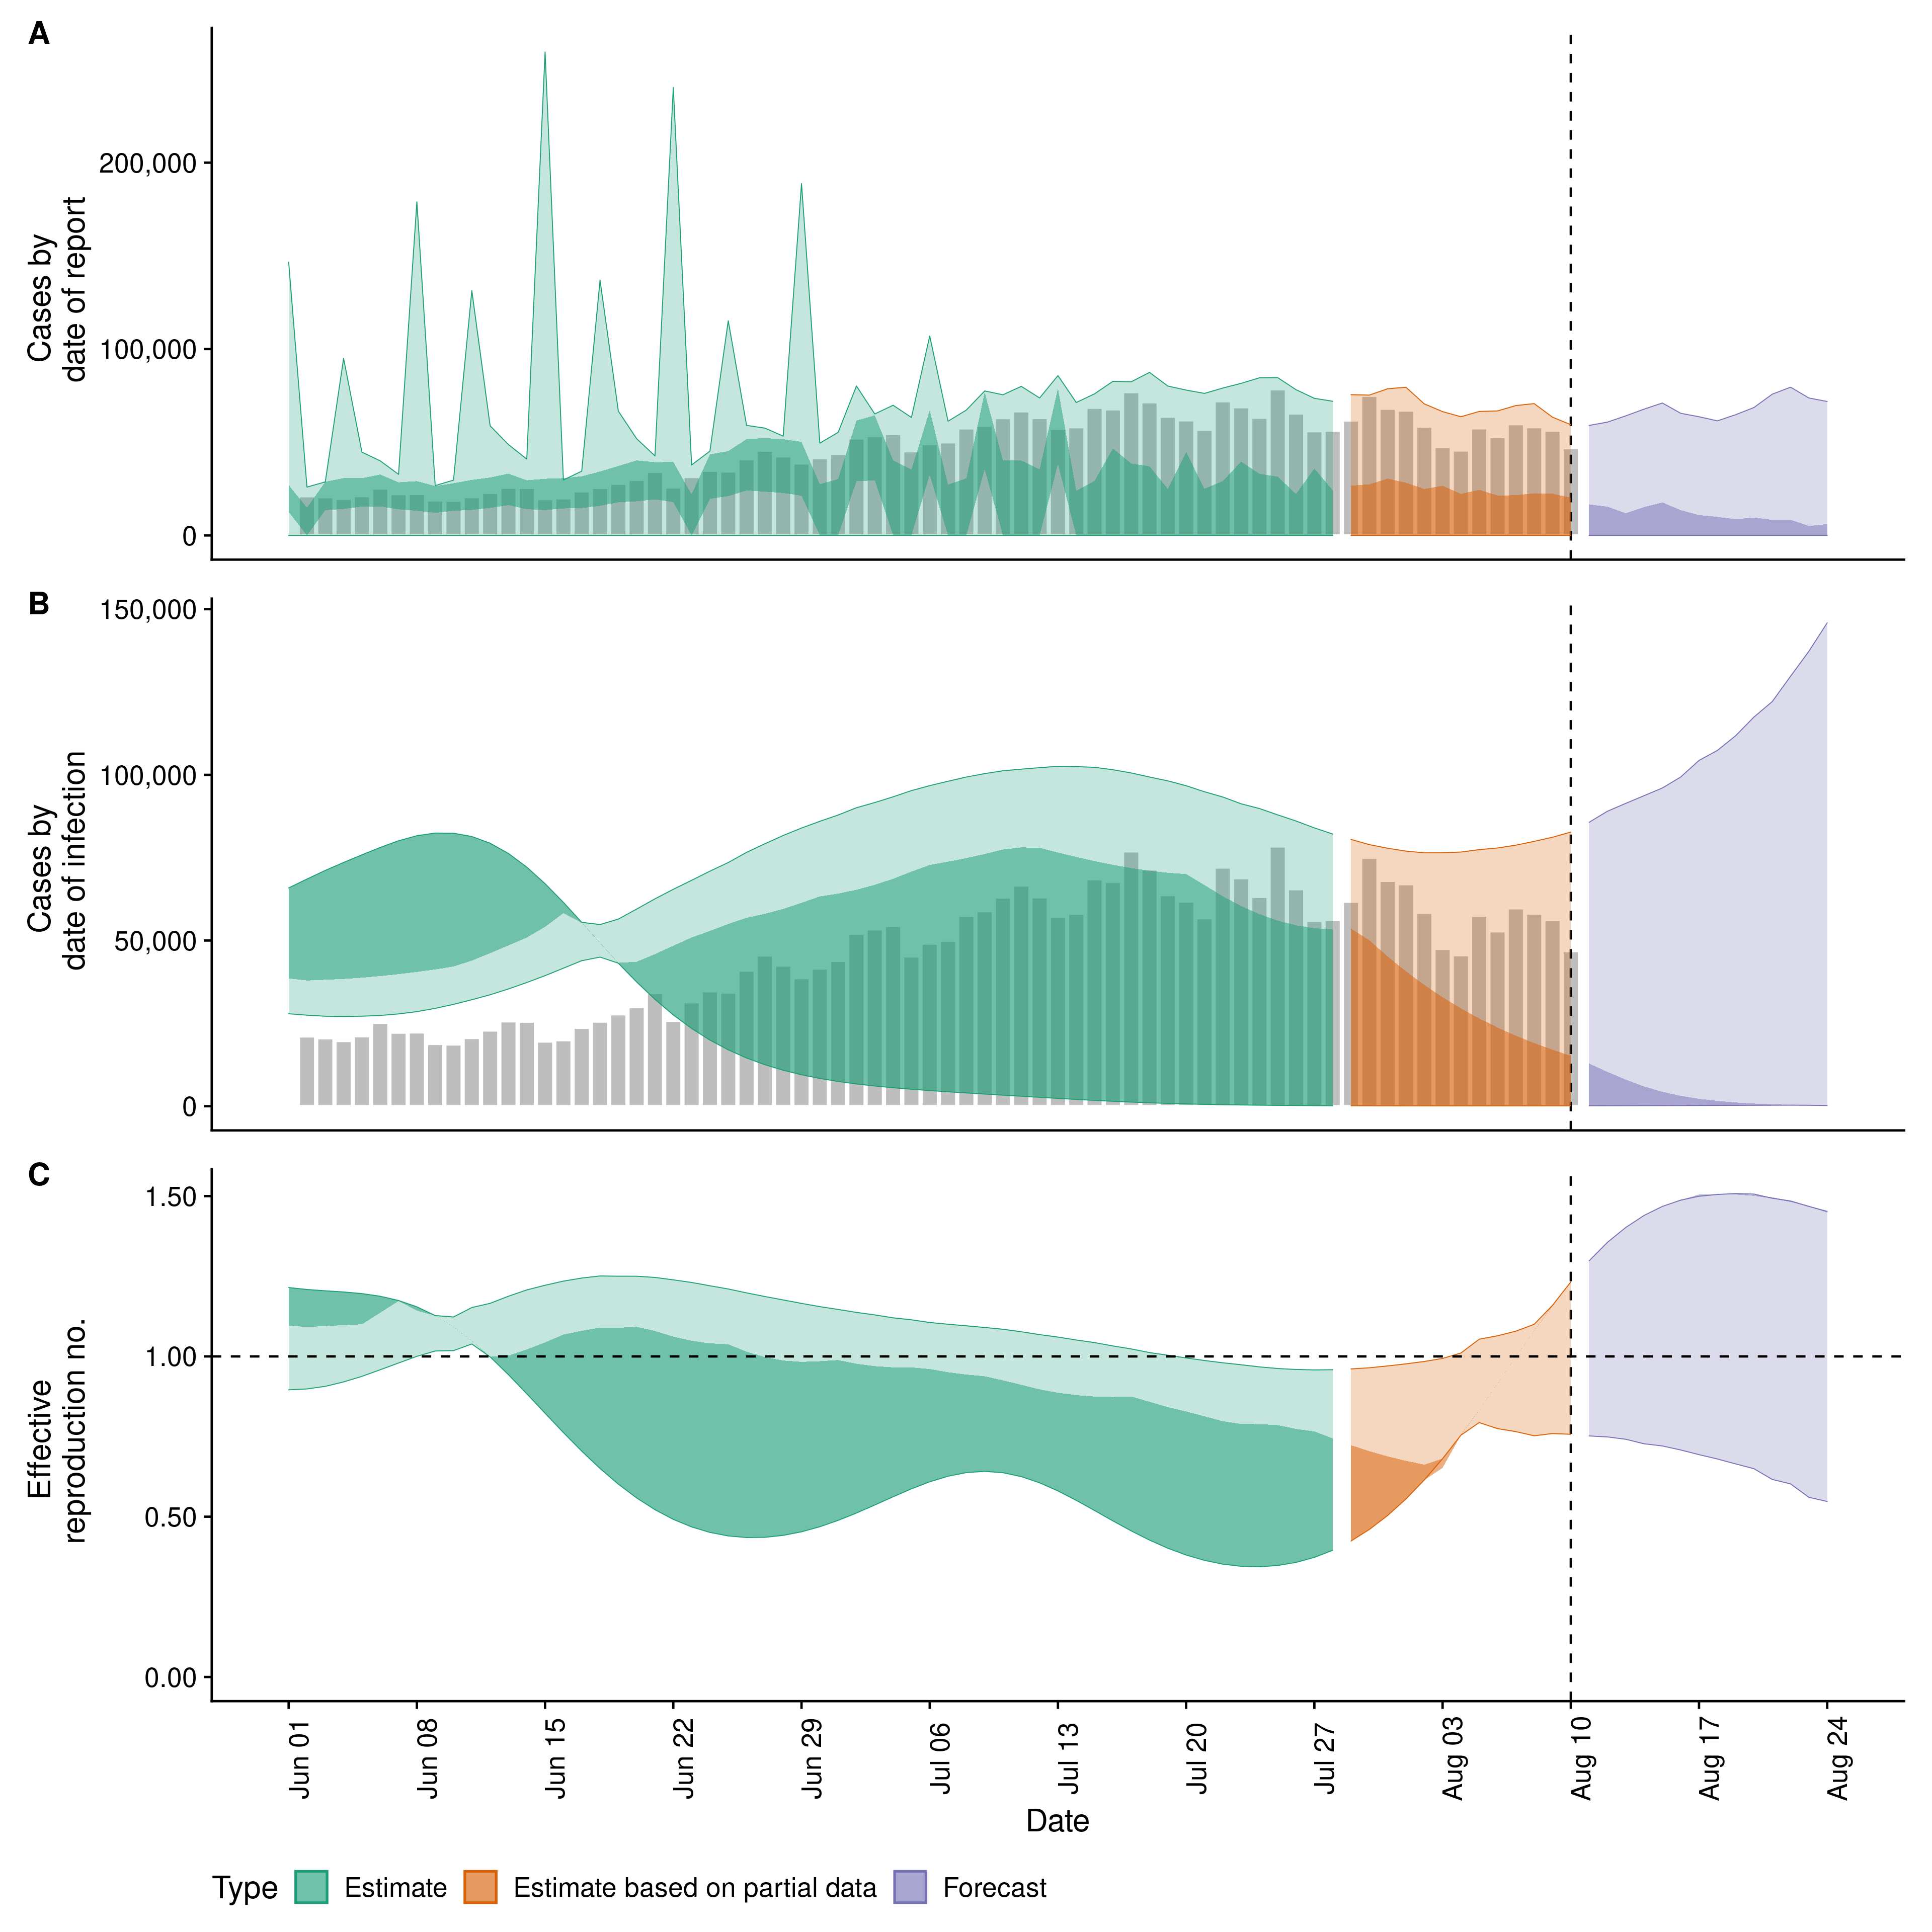 A
Cases by
date of report
200,000
100,000
0
B
Cases by
date of infection
150,000
100,000
50,000
0
C
Effective
reproduction no.
1.50
1.00
0.50
0.00
Jun 01
Jun 08
Jun 15
Jun 22
Jun 29
Jul 06
Jul 13
Jul 20
Jul 27
Aug 03
Aug 10
Aug 17
Aug 24
Date
Type Estimate Estimate based on partial data Forecast